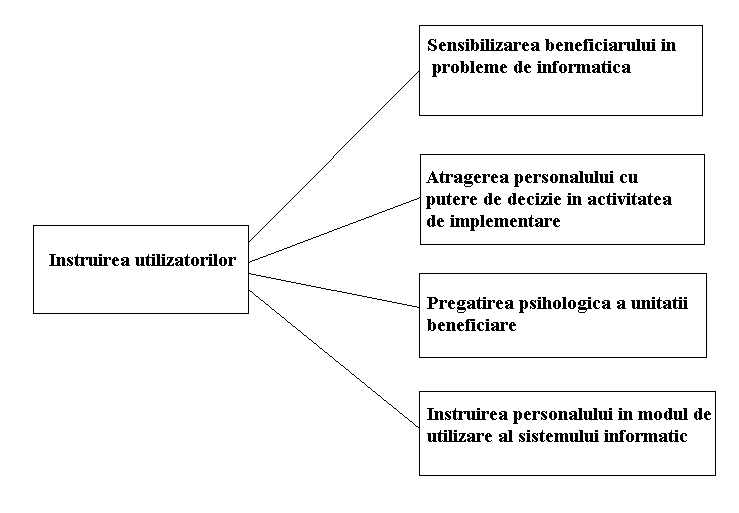 Instruirea utilizatorilor
Sensibilizarea beneficiarului in
probleme de informatica
Atragerea personalului cu
putere de decizie in activitatea
de implementare
Pregatirea psihologica a unitatii
beneficiare
Instruirea personalului in modul de
utilizare al sistemului informatic